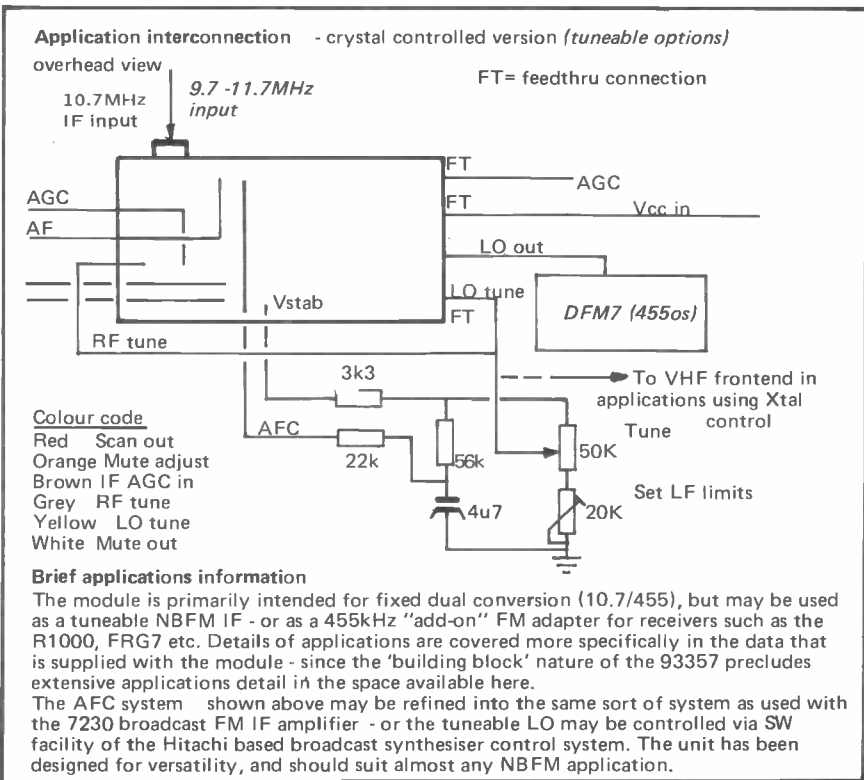 Application interconnection - crystal controlled version (tuneable options)
overhead view
FT= feedthru connection
10.7MHz
IF input
9.7 -11.7MHz
input
FT
AGC
AGC
FT
Vcc in
AF
LO out
LO tune
Vstab
FT
DFM7 (455os)
RF tune
3k3
To VHF frontend in
applications using Xtal
control
Colour code
Red Scan out
Orange Mute adjust
Brown IF AGC in
Grey RF tune
Yellow LO tune
White Mute out
AFC
22k
56k
Tune
50K
4u7
Set LF limits
20K
Brief applications information
The module is primarily intended for fixed dual conversion (10.7/455), but may be used
as a tuneable NBFM IF - or as a 455kHz "add-on" FM adapter for receivers such as the
R1000, FRG7 etc. Details of applications are covered more specifically in the data that
is supplied with the module - since the 'building block' nature of the 93357 precludes
extensive applications detail in the space available here.
The AFC system shown above may be refined into the same sort of system as used with
the 7230 broadcast FM IF amplifier - or the tuneable LO may be controlled via SW
facility of the Hitachi based broadcast synthesiser control system. The unit has been
designed for versatility, and should suit almost any NBFM application.